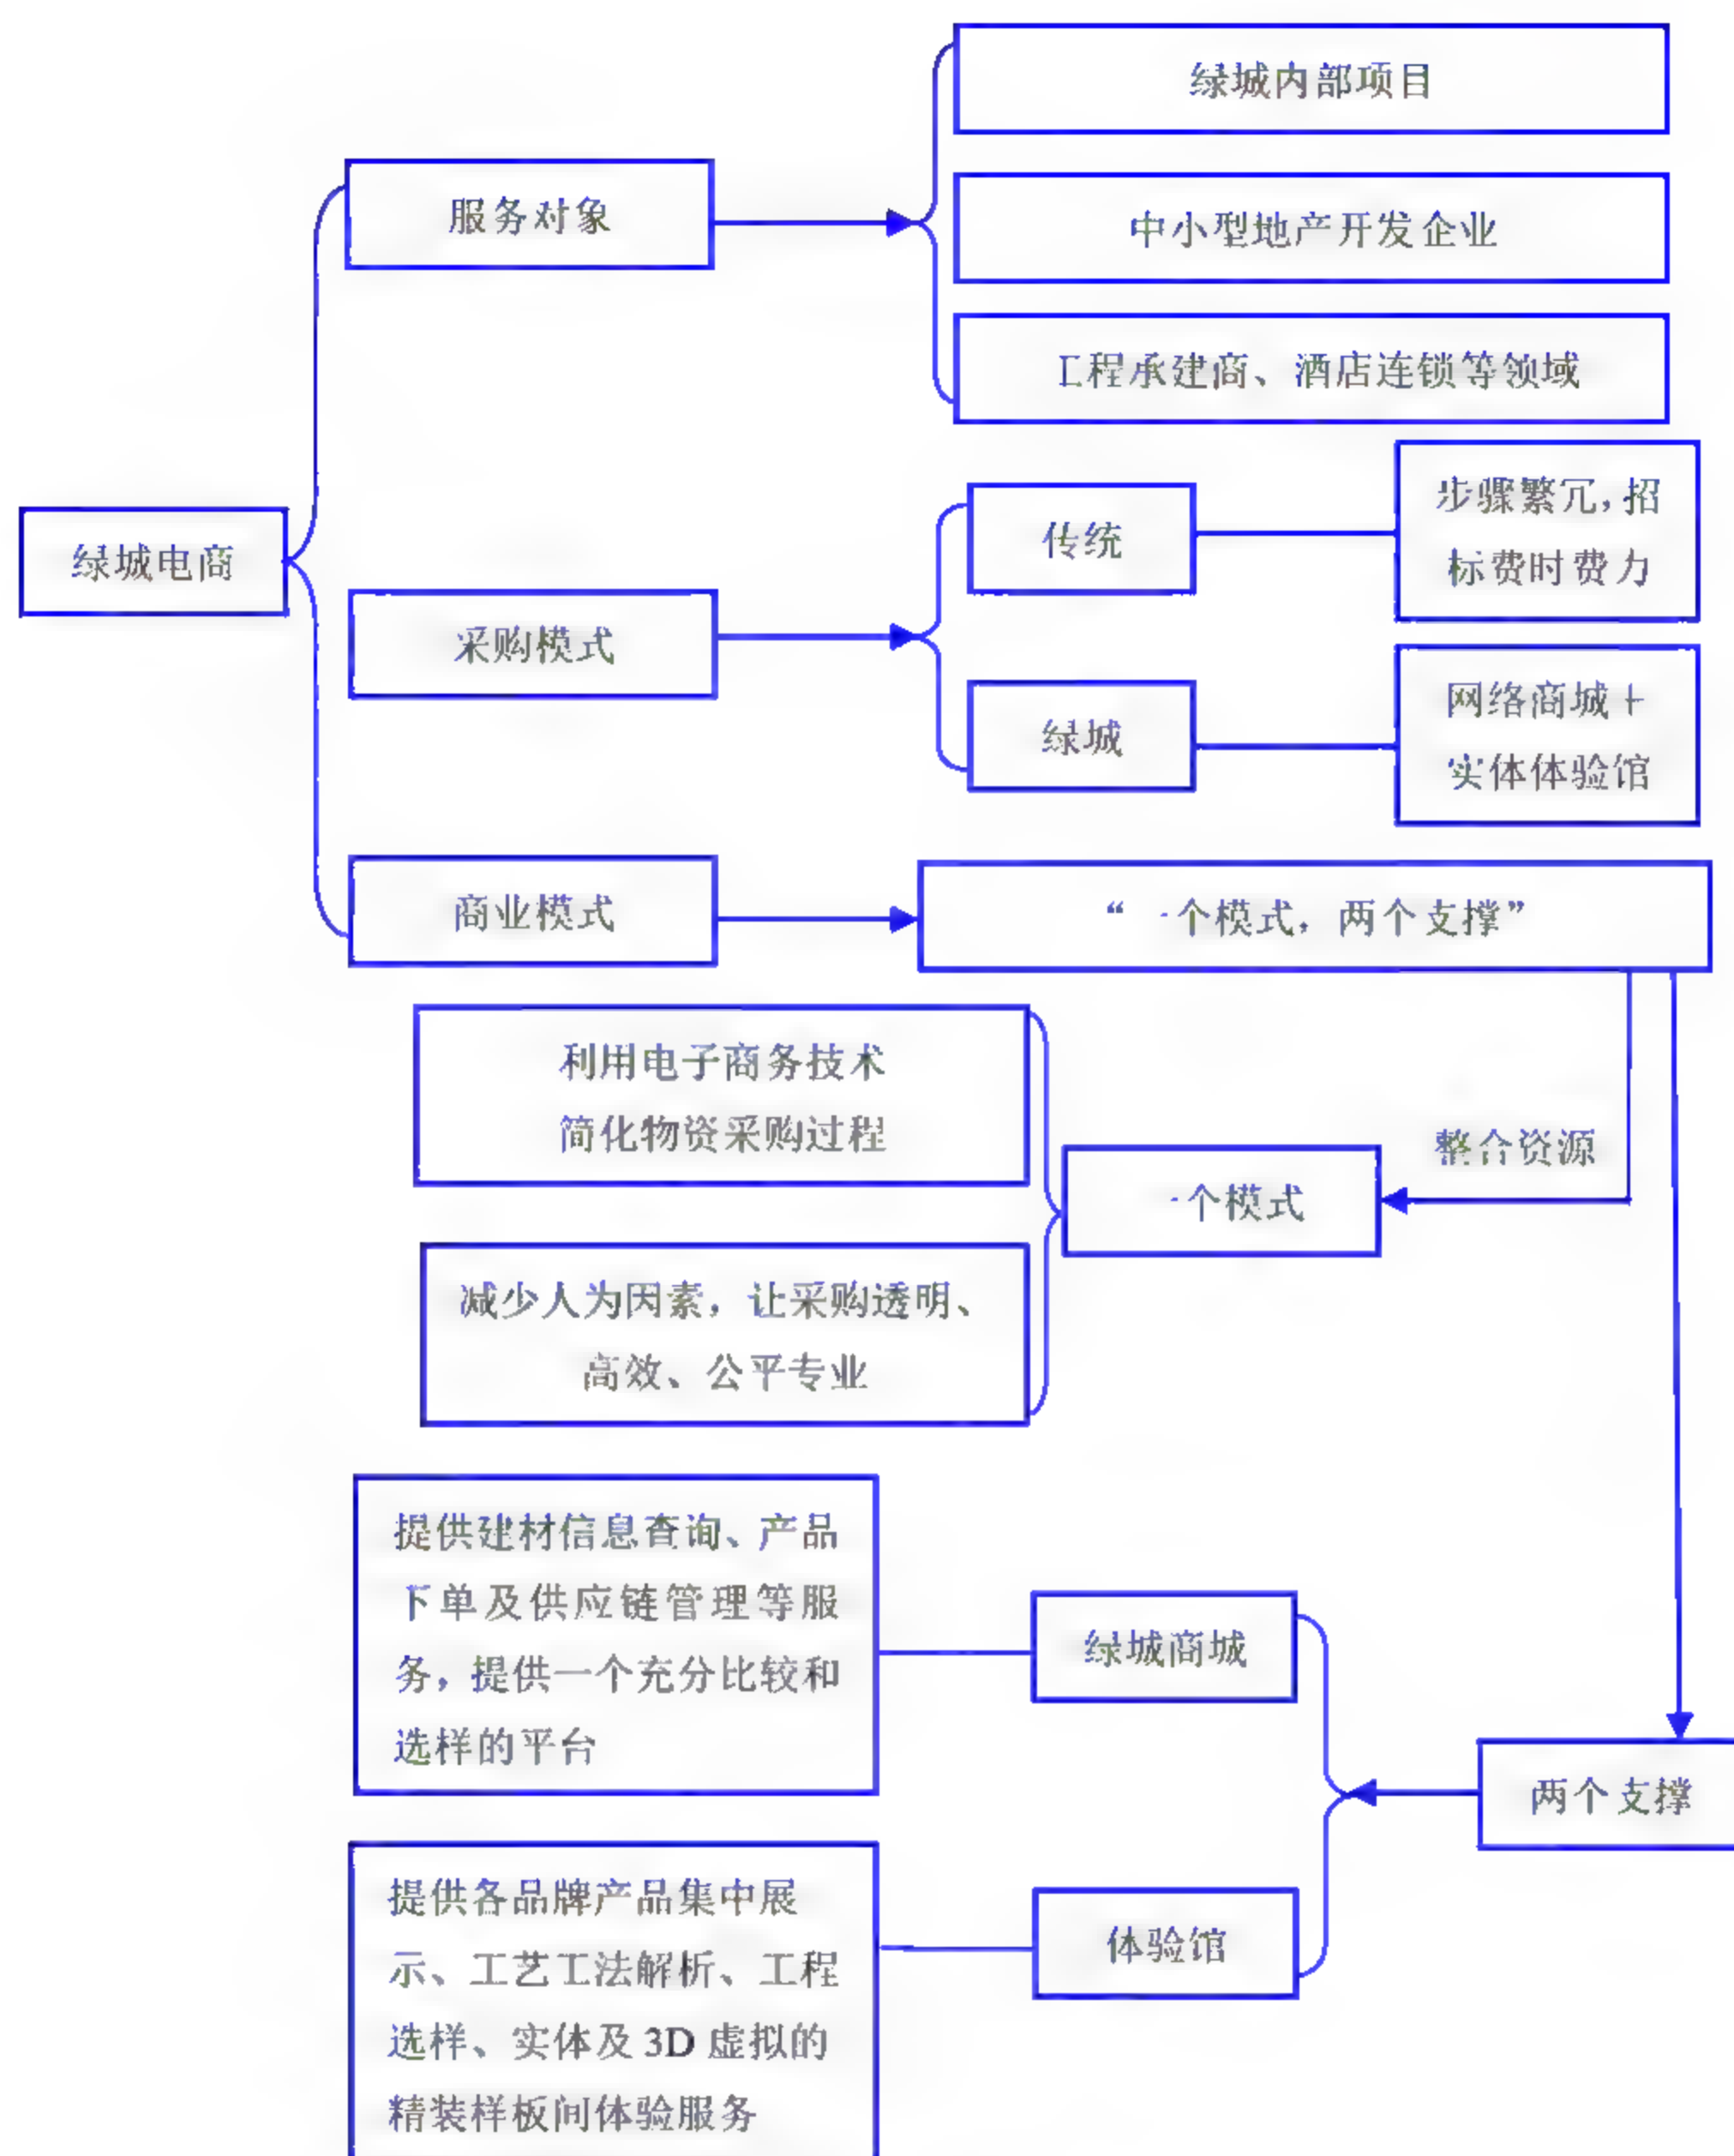 绿城内部项目
服务对象
中小型地产开发企业
工程承建商、酒店连锁等领域
绿城电商
传统
步骤繁冗，招
标费时费力
采购模式
绿城
网络商城+
实体体验馆
商业模式
“一个模式，两个支撑”
利用电子商务技术
简化物资采购过程
整合资源
一个模式
减少人为因素，让采购透明、
高效、公平专业
提供建材信息查询、产品
下单及供应链管理等服
务，提供一个充分比较和
选样的平台
绿城商城
两个支撑
体验馆
提供各品牌产品集中展
示、工艺工法解析、工程
选样、实体及 3D 虚拟的
精装样板间体验服务